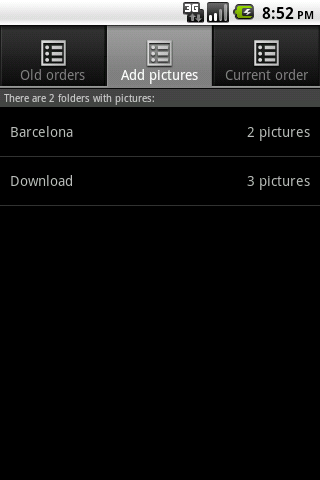 3G 8:52 PM
Old orders Add pictures Current order
There are 2 folders with pictures:
Barcelona 2 pictures
Download 3 pictures